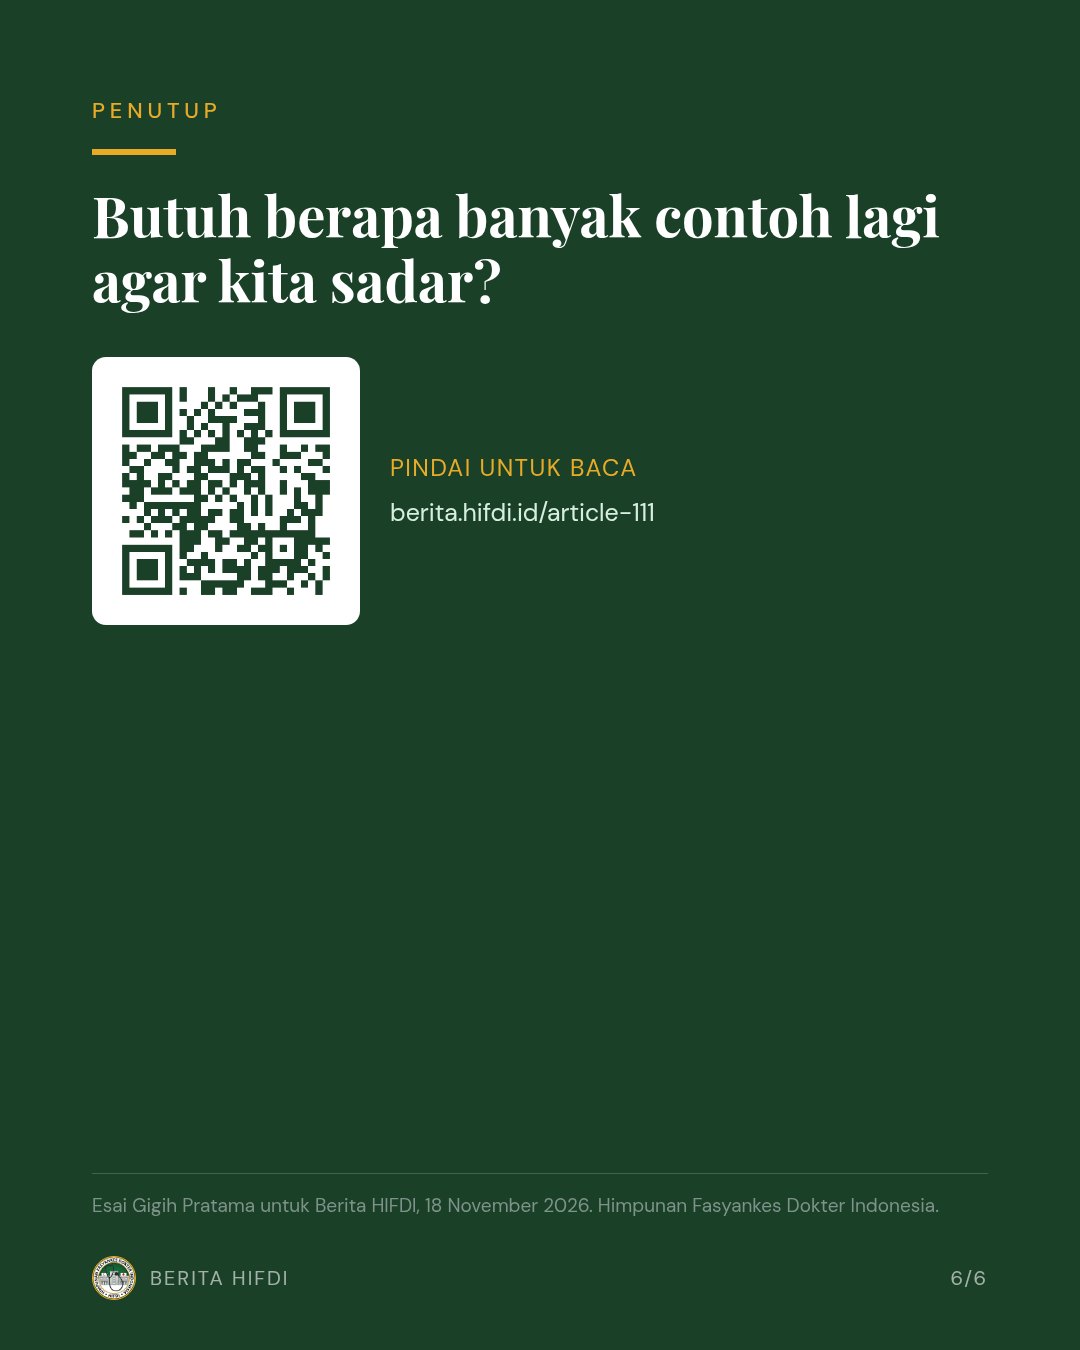 PENUTUP
Butuh berapa banyak contoh lagi
agar kita sadar?
PINDAI UNTUK BACA
berita.hifdi.id/article-111
Esai Gigih Pratama untuk Berita HIFDI, 18 November 2026. Himpunan Fasyankes Dokter Indonesia.
BERITA HIFDI
6/6